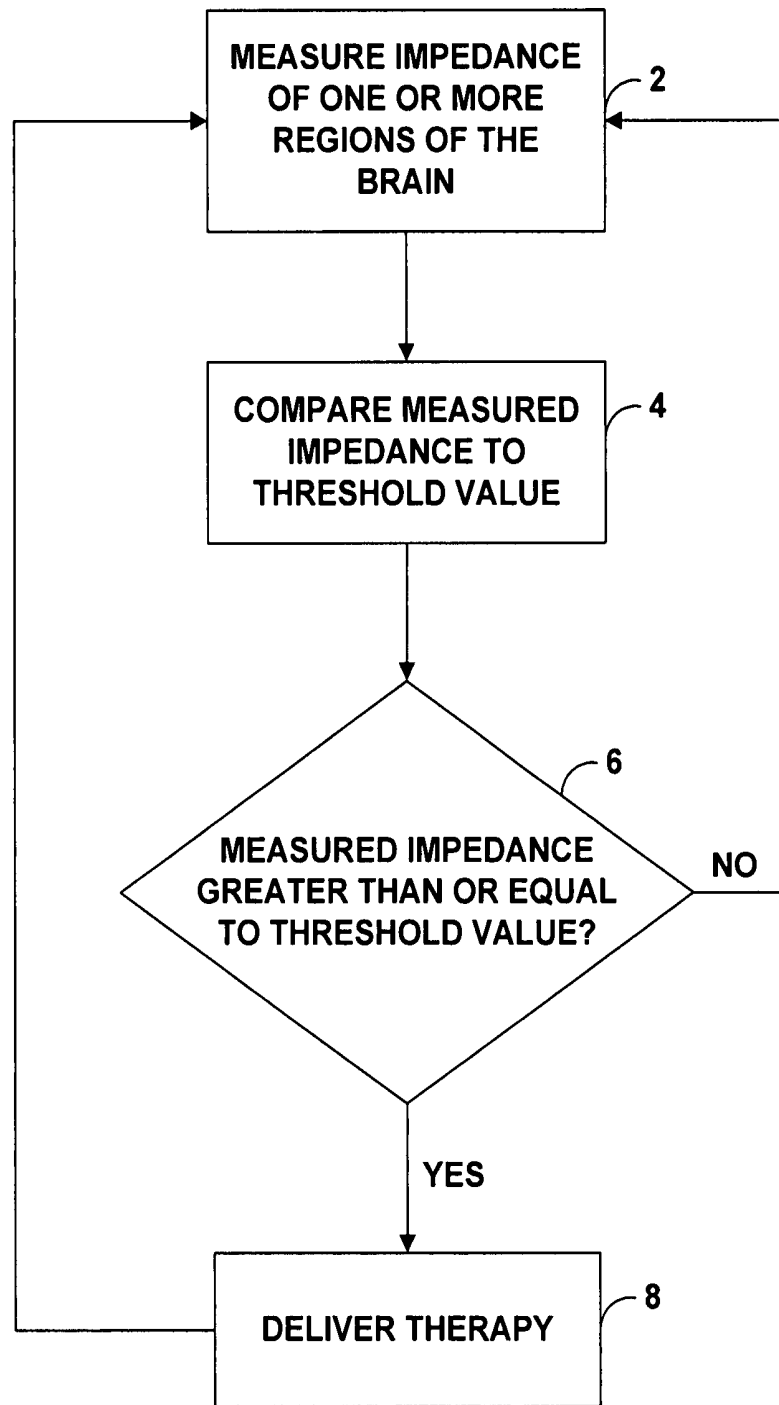 MEASURE IMPEDANCE
OF ONE OR MORE
REGIONS OF THE
BRAIN
2
COMPARE MEASURED
IMPEDANCE TO
THRESHOLD VALUE
4
6
MEASURED IMPEDANCE
GREATER THAN OR EQUAL
TO THRESHOLD VALUE?
NO
YES
DELIVER THERAPY
8